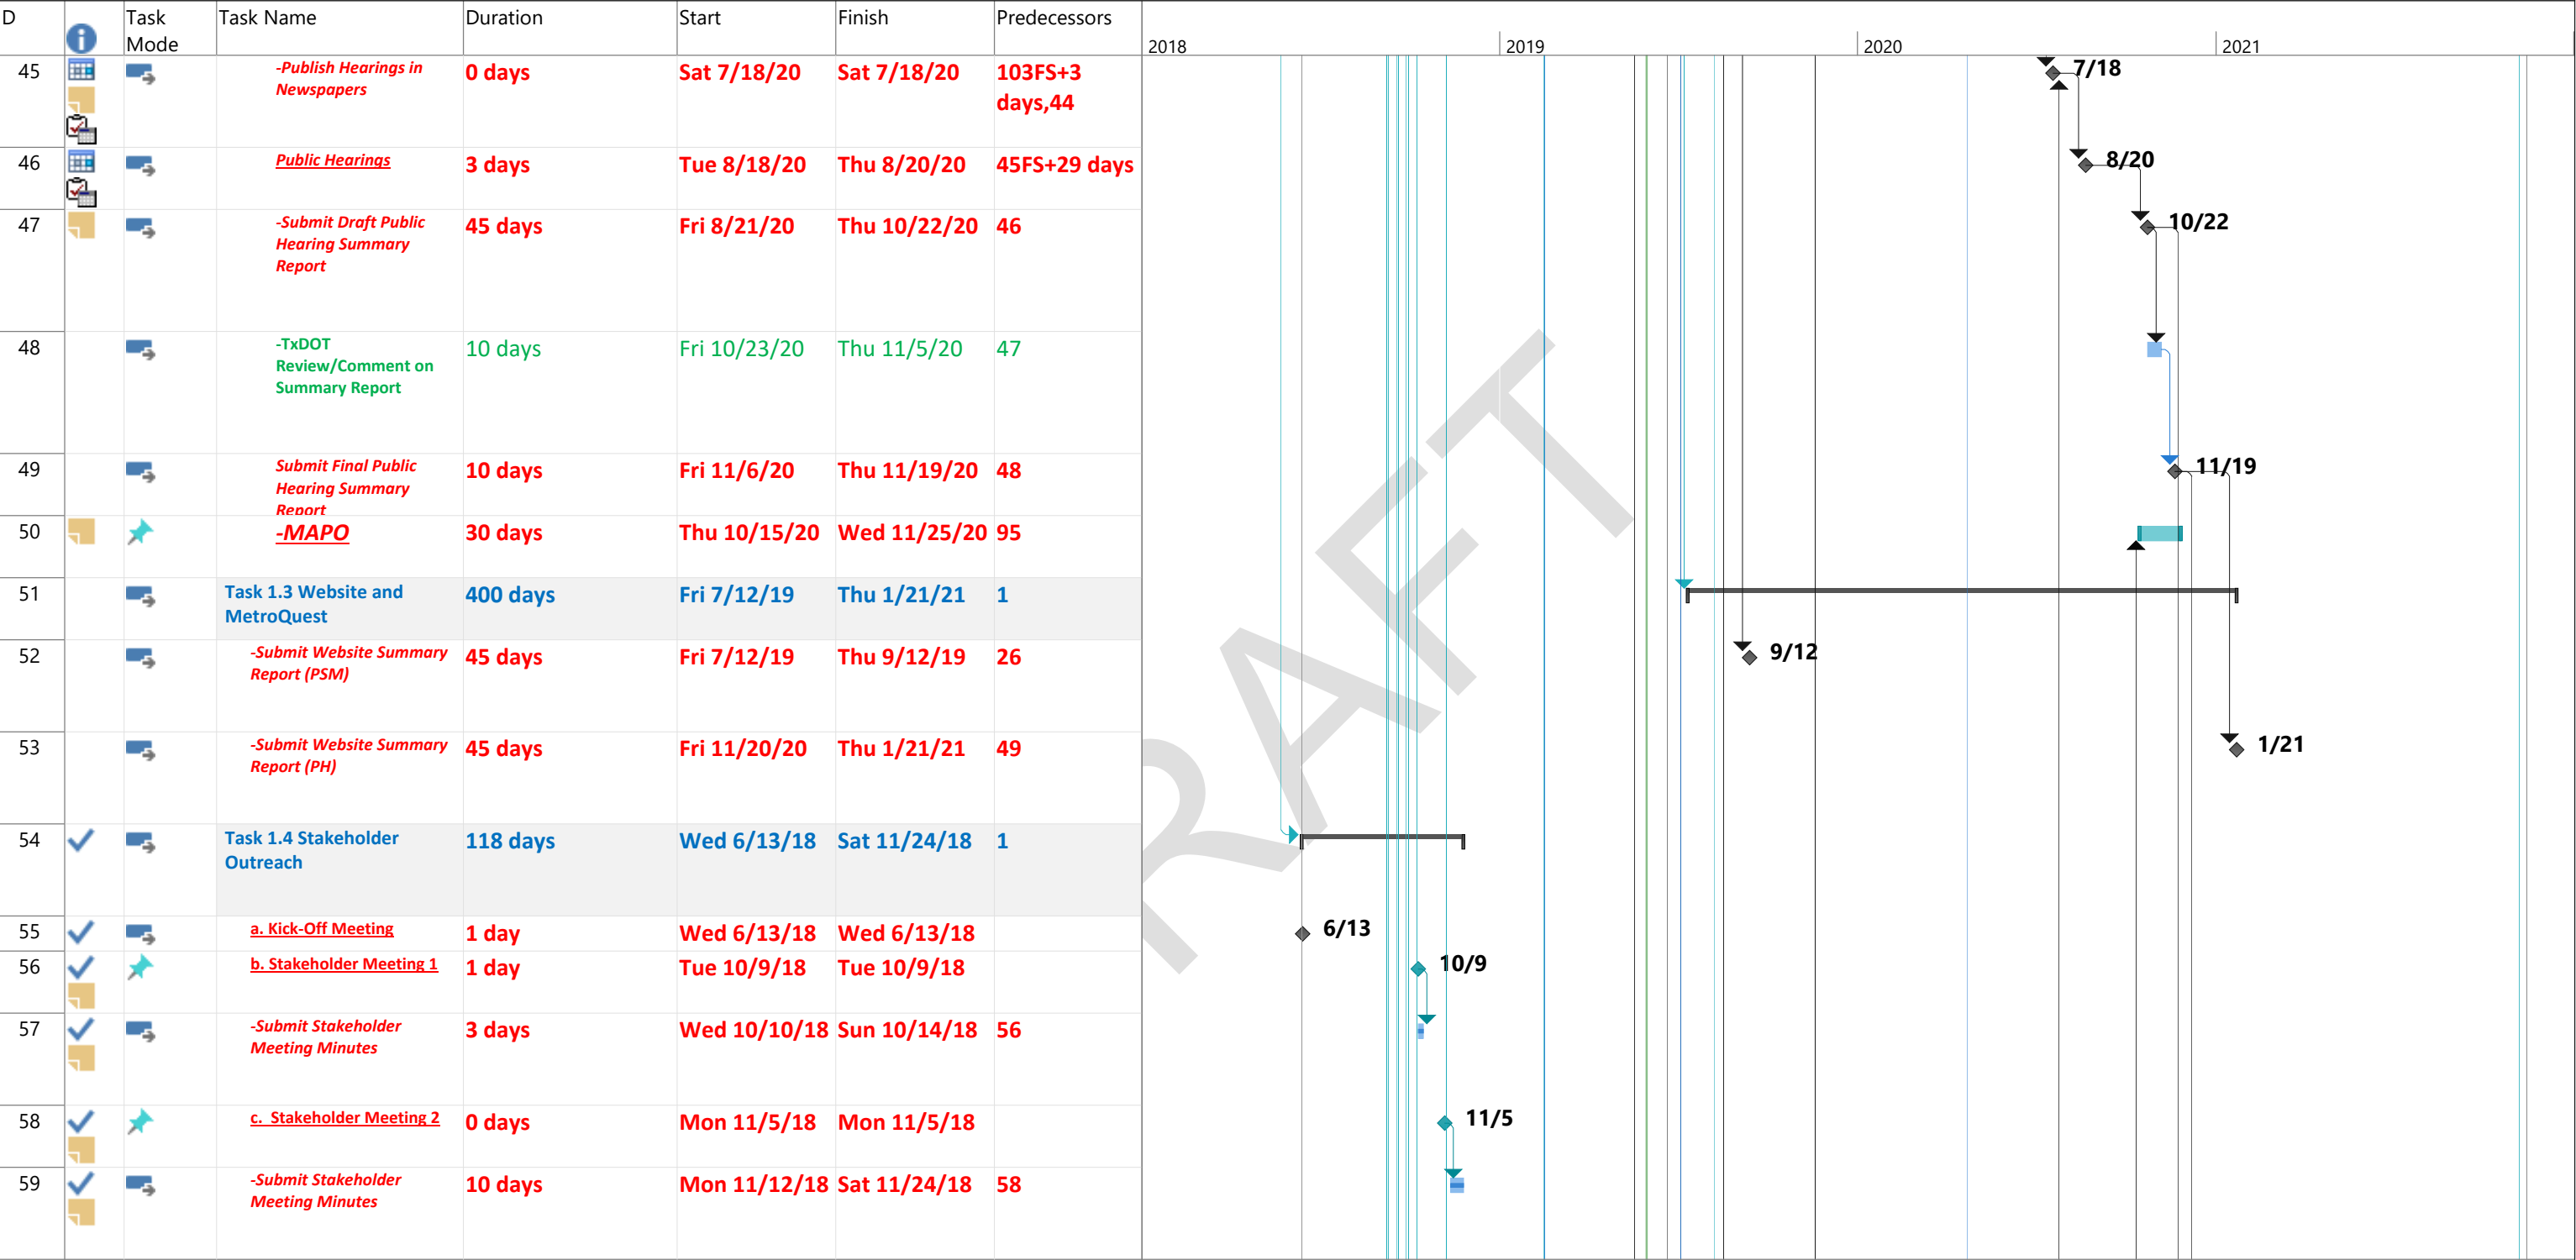 D Task Mode Task Name Duration Start Finish Predecessors
2018 2019 2020 2021
45 -Publish Hearings in Newspapers 0 days Sat 7/18/20 Sat 7/18/20 103FS+3 days,44 7/18
46 Public Hearings 3 days Tue 8/18/20 Thu 8/20/20 45FS+29 days 8/20
47 -Submit Draft Public Hearing Summary Report 45 days Fri 8/21/20 Thu 10/22/20 46 10/22
48 -TxDOT Review/Comment on Summary Report 10 days Fri 10/23/20 Thu 11/5/20 47
49 Submit Final Public Hearing Summary Report 10 days Fri 11/6/20 Thu 11/19/20 48 11/19
50 -MAPO 30 days Thu 10/15/20 Wed 11/25/20 95
51 Task 1.3 Website and MetroQuest 400 days Fri 7/12/19 Thu 1/21/21 1
52 -Submit Website Summary Report (PSM) 45 days Fri 7/12/19 Thu 9/12/19 26 9/12
53 -Submit Website Summary Report (PH) 45 days Fri 11/20/20 Thu 1/21/21 49 1/21
54 Task 1.4 Stakeholder Outreach 118 days Wed 6/13/18 Sat 11/24/18 1
55 a. Kick-Off Meeting 1 day Wed 6/13/18 Wed 6/13/18 6/13
56 b. Stakeholder Meeting 1 1 day Tue 10/9/18 Tue 10/9/18 10/9
57 -Submit Stakeholder Meeting Minutes 3 days Wed 10/10/18 Sun 10/14/18 56
58 c. Stakeholder Meeting 2 0 days Mon 11/5/18 Mon 11/5/18 11/5
59 -Submit Stakeholder Meeting Minutes 10 days Mon 11/12/18 Sat 11/24/18 58
RAFT